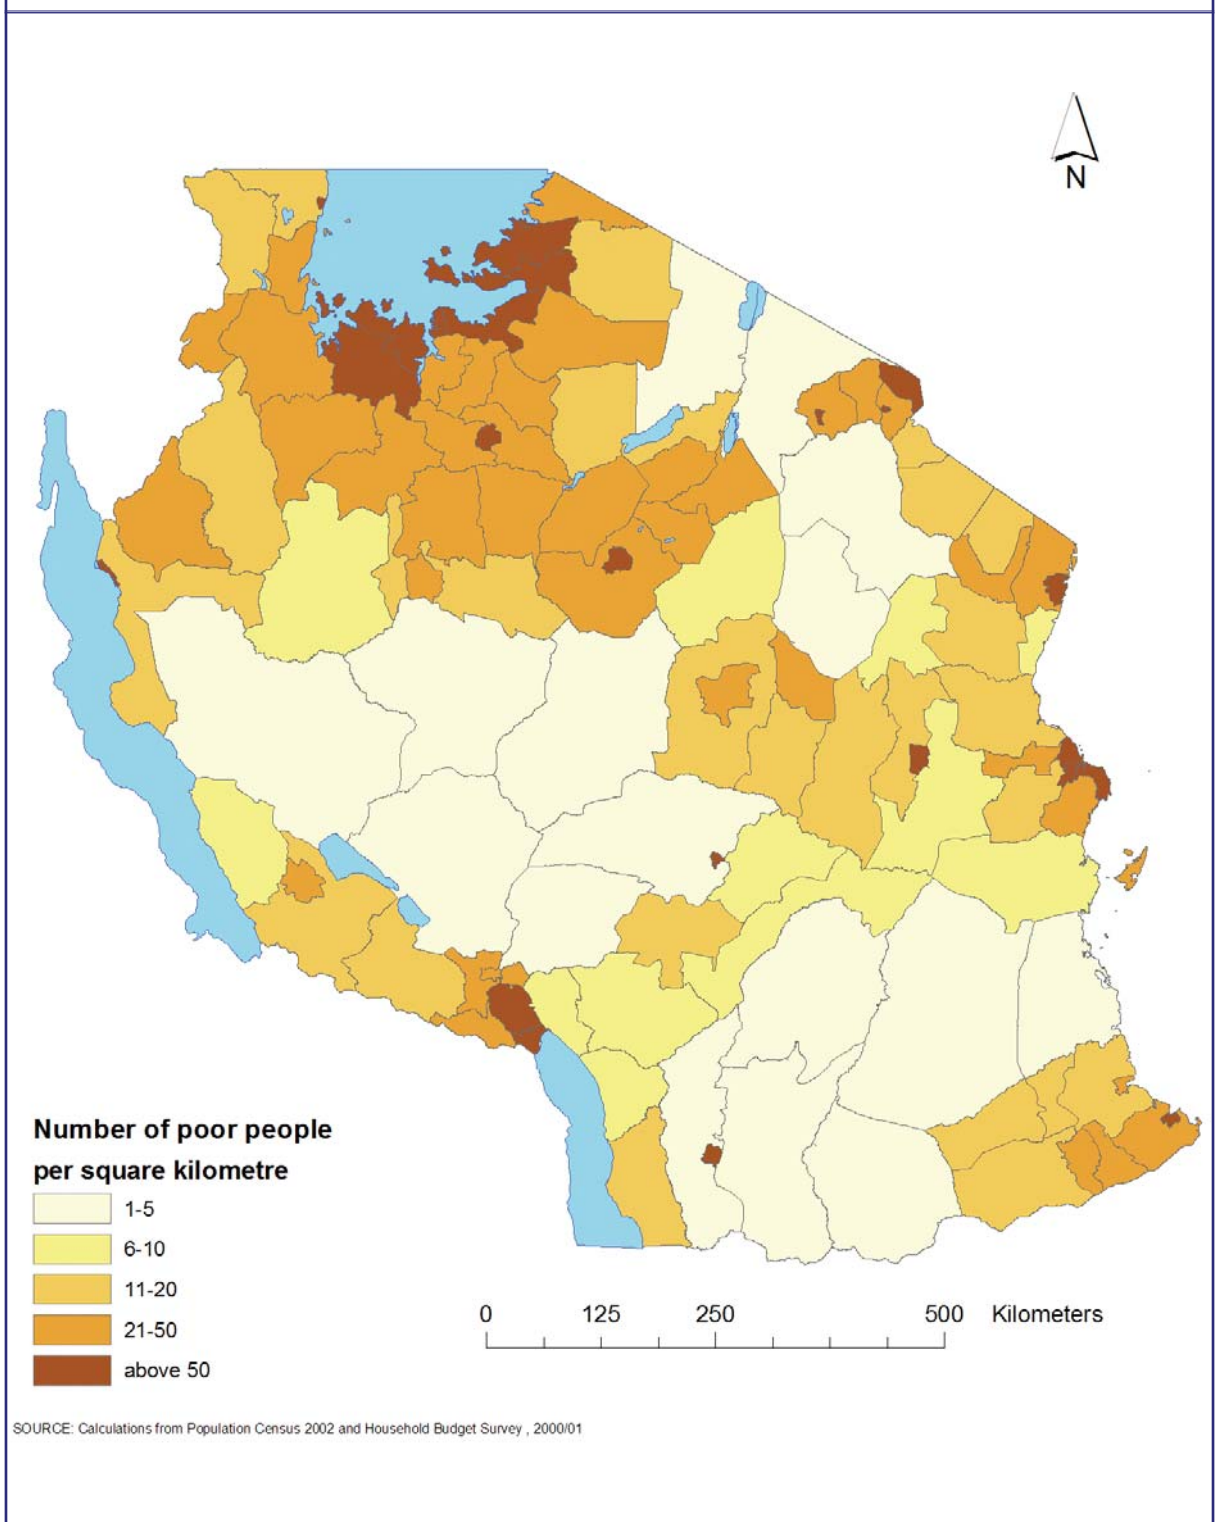 N
Number of poor people
per square kilometre
1-5
6-10
11-20
21-50
above 50
0 125 250 500 Kilometers
SOURCE: Calculations from Population Census 2002 and Household Budget Survey , 2000/01